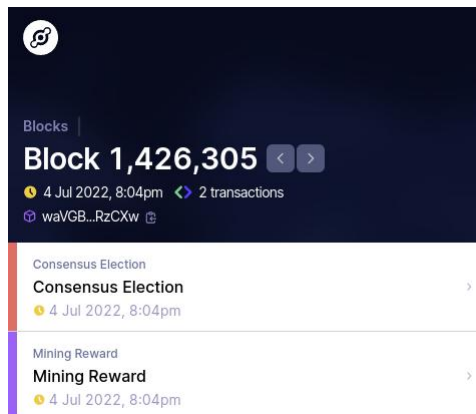 Blocks
Block 1,426,305
4 Jul 2022, 8:04pm 2 transactions
waVGB...RzCXw
Consensus Election
Consensus Election
4 Jul 2022, 8:04pm
Mining Reward
Mining Reward
4 Jul 2022, 8:04pm